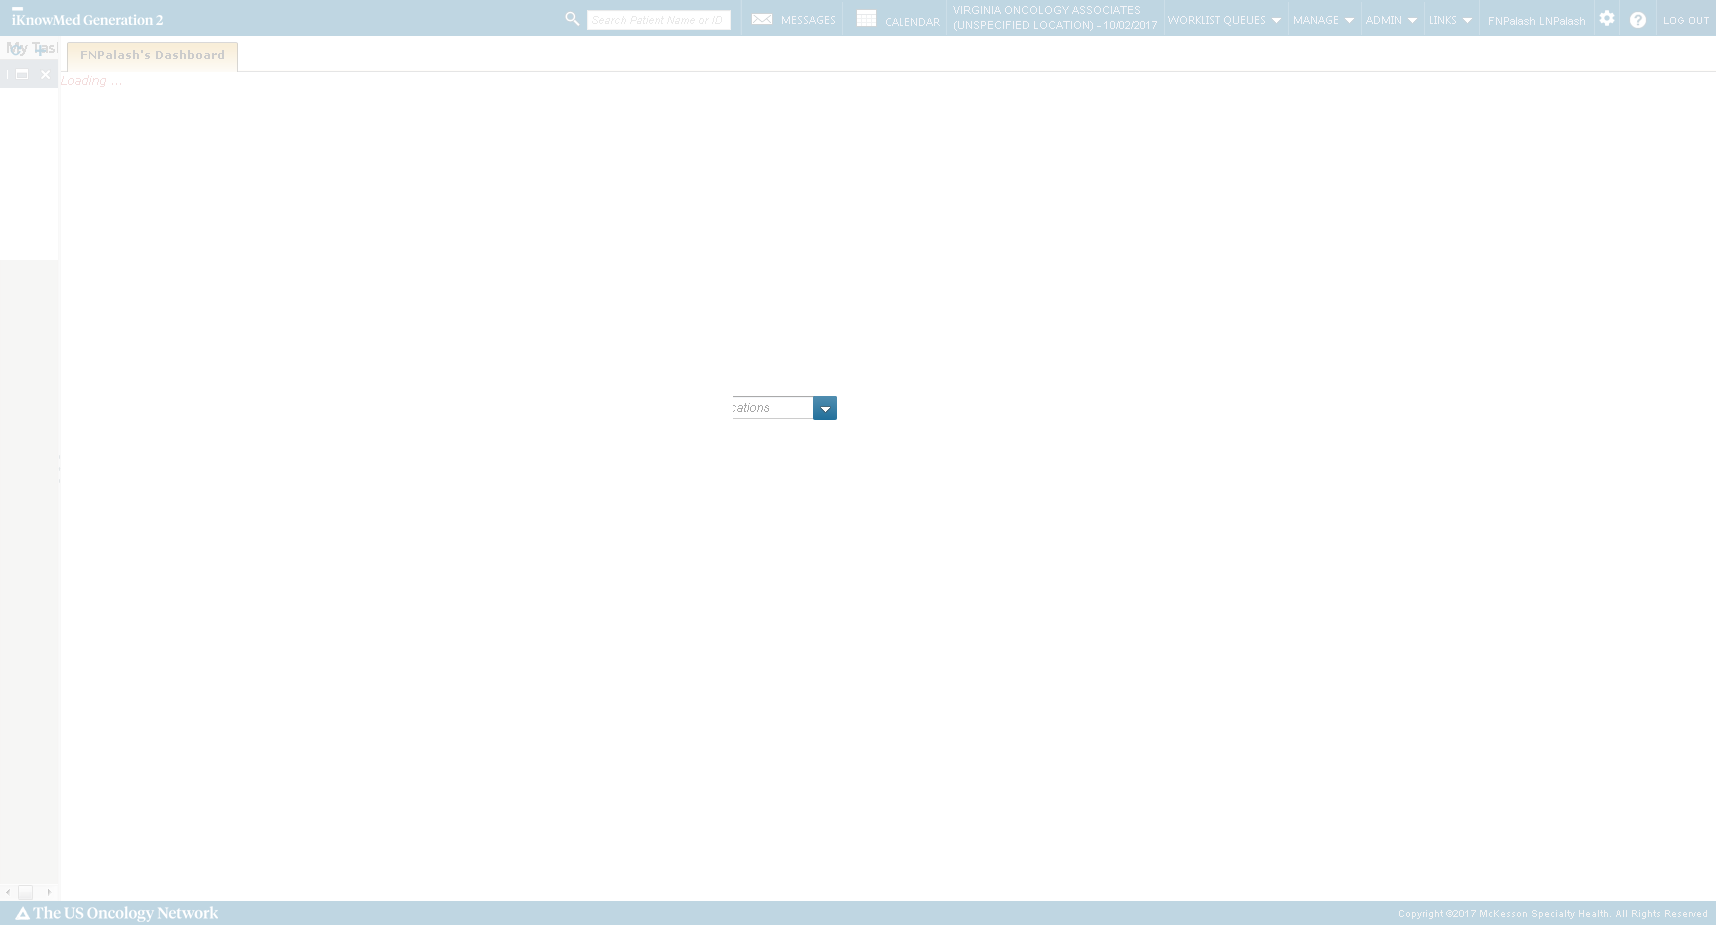 iKnowMed Generation 2
Search Patient Name or ID
MESSAGES
CALENDAR
VIRGINIA ONCOLOGY ASSOCIATES
(UNSPECIFIED LOCATION) - 10/02/2017
WORKLIST QUEUES
MANAGE
ADMIN
LINKS
FNPalash LNPalash
LOG OUT
My Tas
FNPalash's Dashboard
Loading ...
cations
The US Oncology Network
Copyright ©2017 McKesson Specialty Health. All Rights Reserved